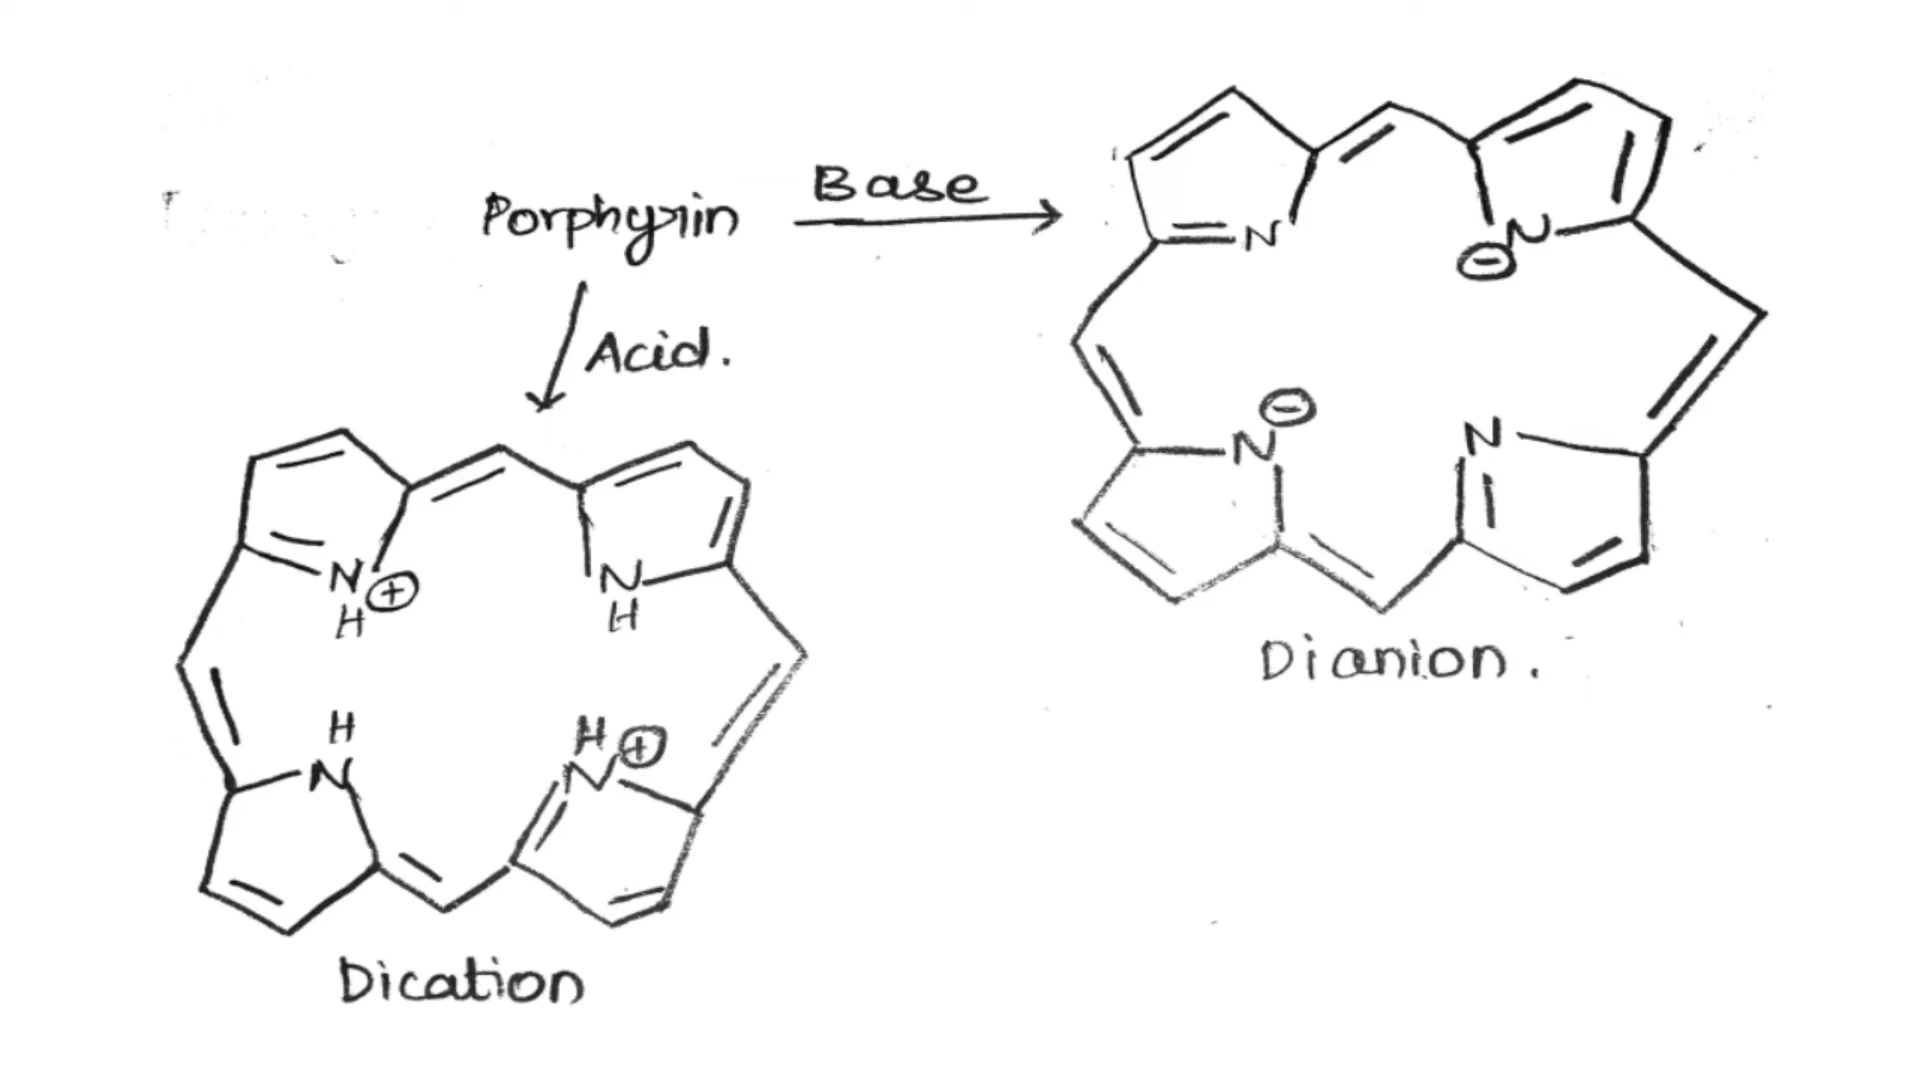 Porphyrin
Base
Acid.
N
N
⊖
⊖
N
N
Dianion.
N
H
⊕
N
H
H
N
H
N
⊕
Dication